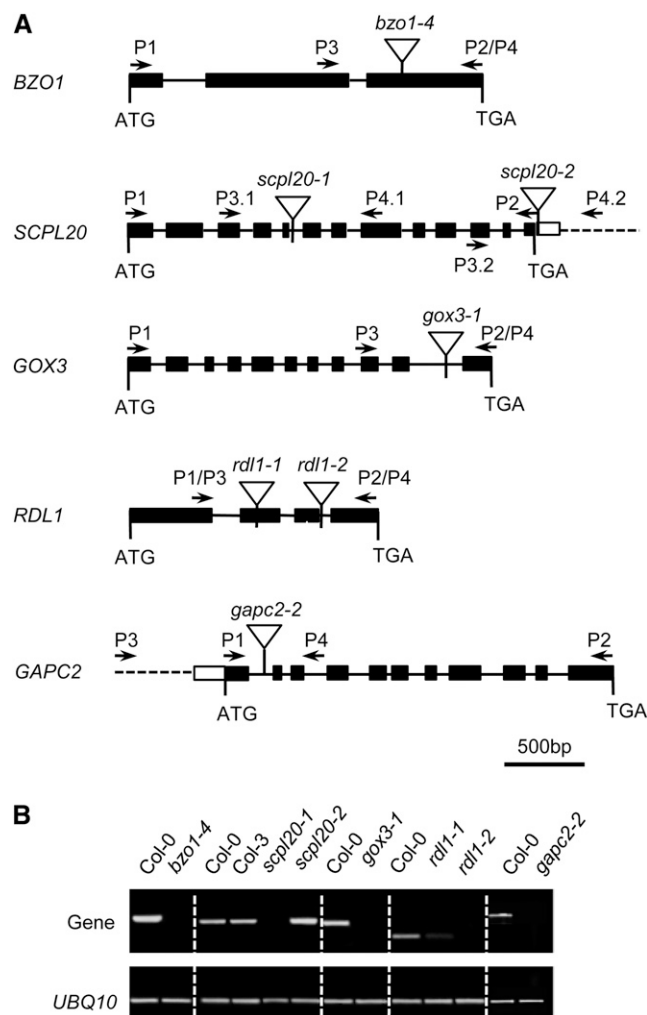 A
bzo1-4
P1 P3 P2/P4
BZO1
ATG TGA
scpl20-1 scpl20-2
P1 P3.1 P4.1 P2 P4.2
SCPL20
P3.2
ATG TGA
gox3-1
P1 P3 P2/P4
GOX3
ATG TGA
rdl1-1 rdl1-2
P1/P3 P2/P4
RDL1
ATG TGA
gapc2-2
P3 P1 P4 P2
GAPC2
ATG TGA
500bp
B
Col-0 bzo1-4 Col-0 Col-3 scpl20-1 scpl20-2 Col-0 gox3-1 Col-0 rdl1-1 rdl1-2 Col-0 gapc2-2
Gene
UBQ10